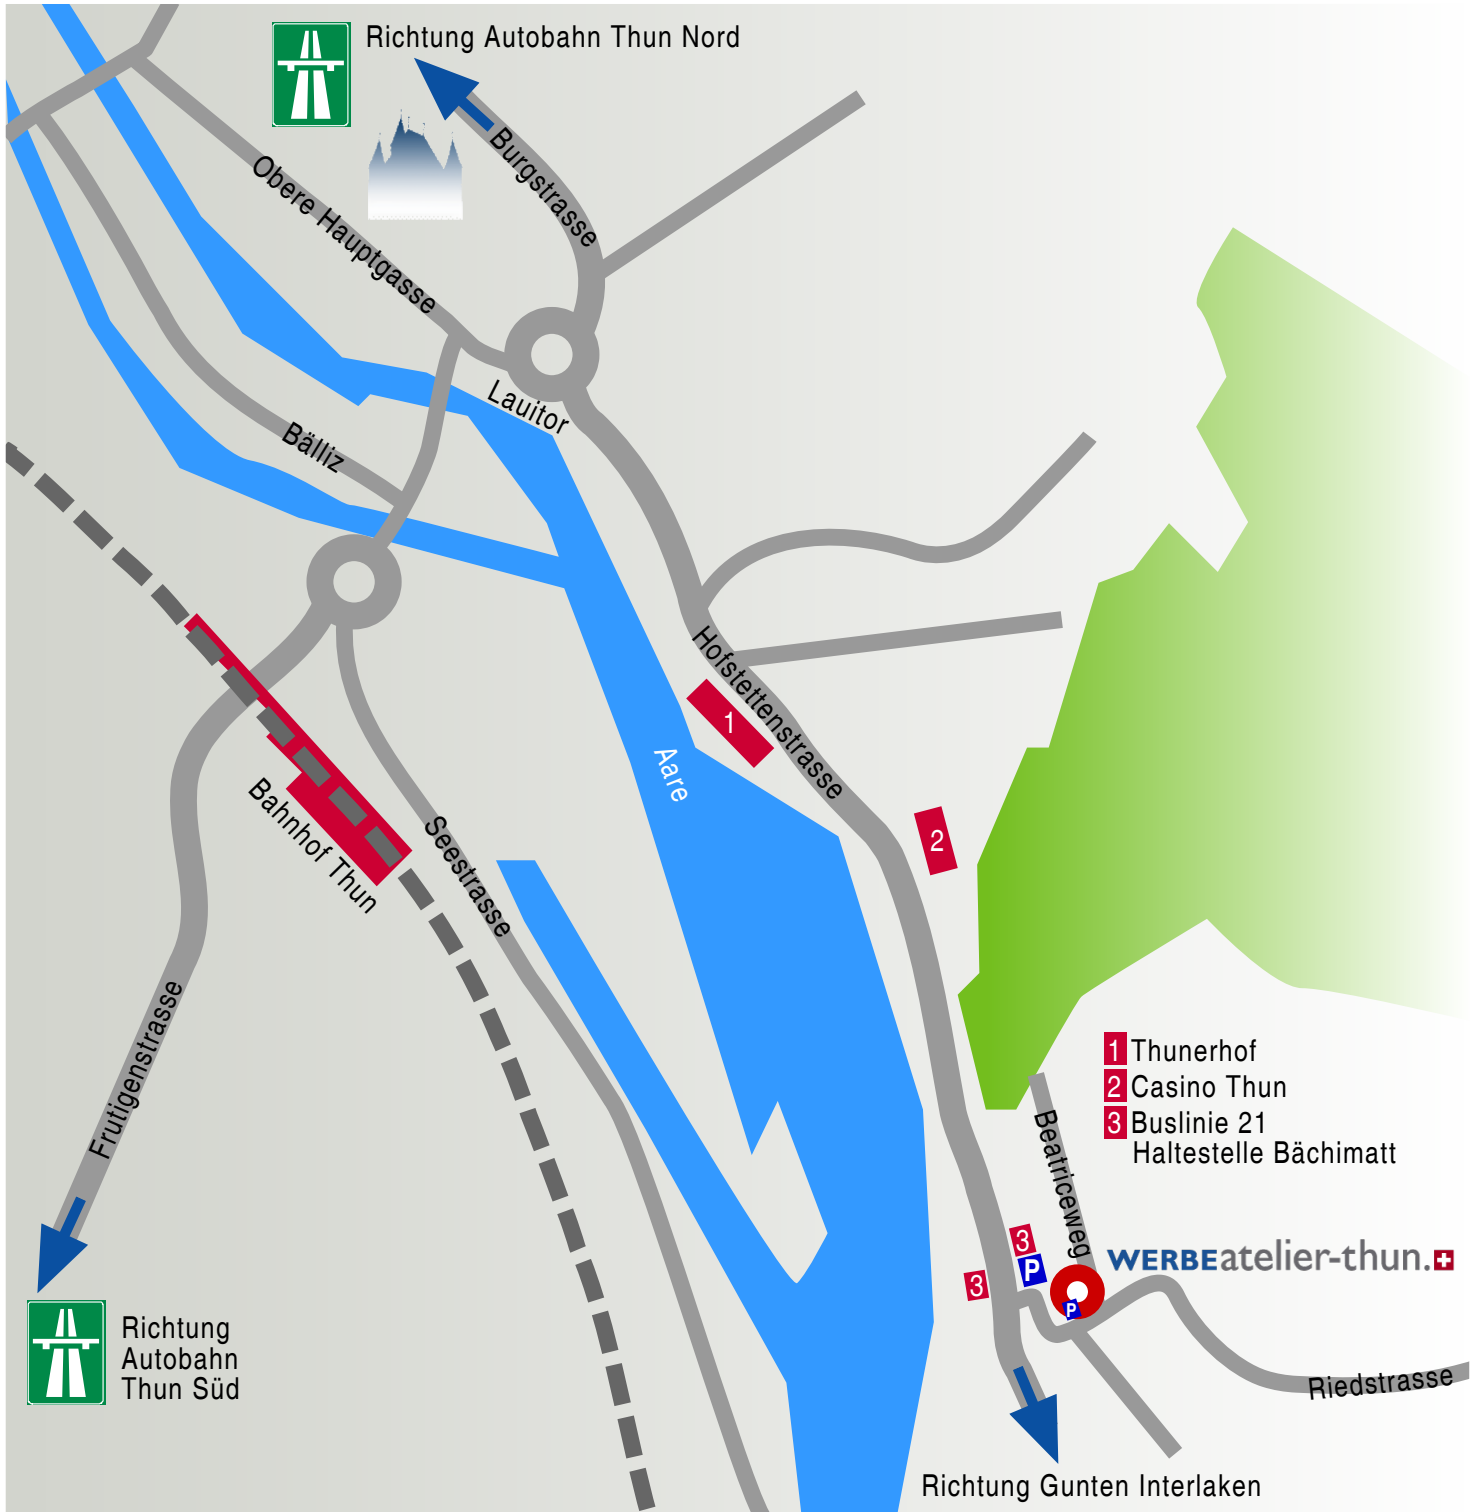 Richtung Autobahn Thun Nord
Burgstrasse
Obere Hauptgasse
Lauitor
Bälliz
Hofstettenstrasse
1
Aare
Bahnhof Thun
Seestrasse
2
Frutigenstrasse
1 Thunerhof
2 Casino Thun
3 Buslinie 21
Haltestelle Bächimatt
Beatriceweg
3
P
3
P
WERBEatelier-thun.
Richtung
Autobahn
Thun Süd
Riedstrasse
Richtung Gunten Interlaken